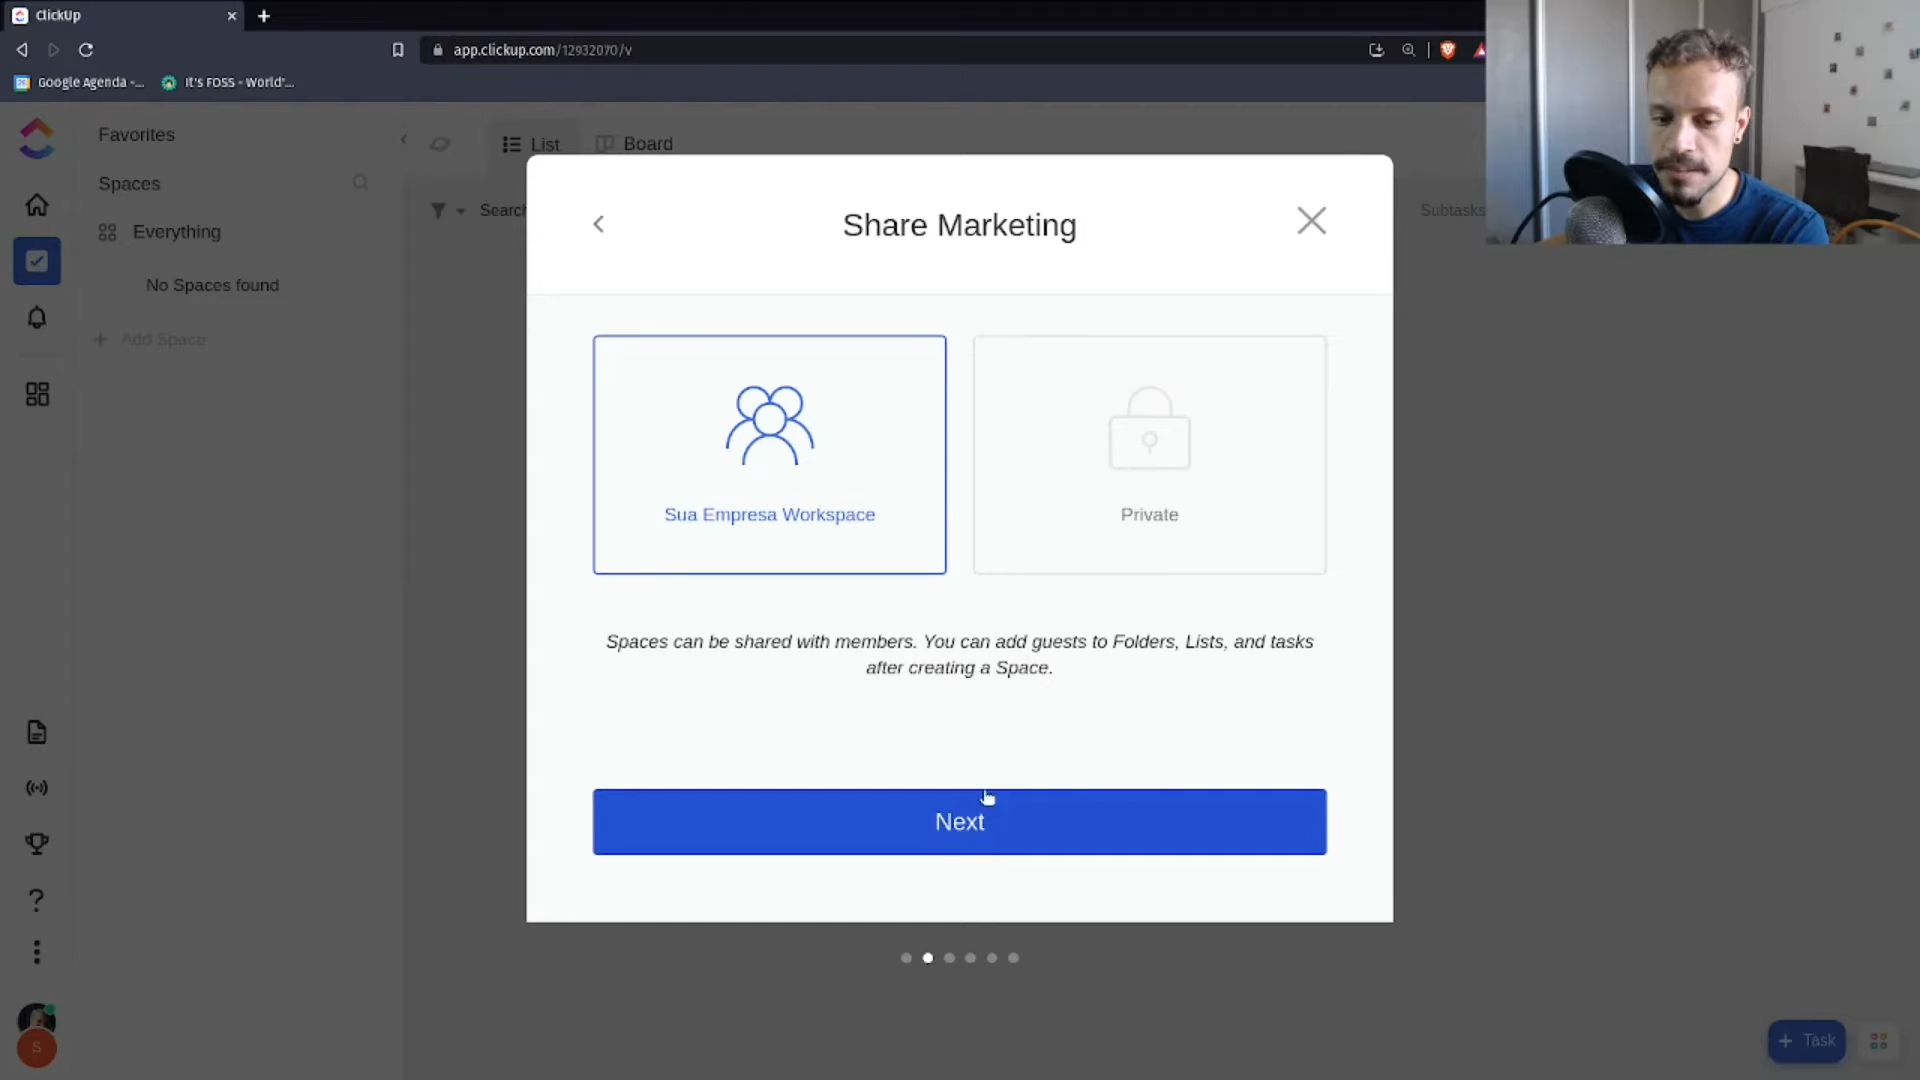 ClickUp
app.clickup.com/12932070/v
Google Agenda -...
It's FOSS - World'...
Favorites
Spaces
Everything
No Spaces found
Add Space
List
Board
Search
Subtasks
Share Marketing
Sua Empresa Workspace
Private
Spaces can be shared with members. You can add guests to Folders, Lists, and tasks
after creating a Space.
Next
S
Task